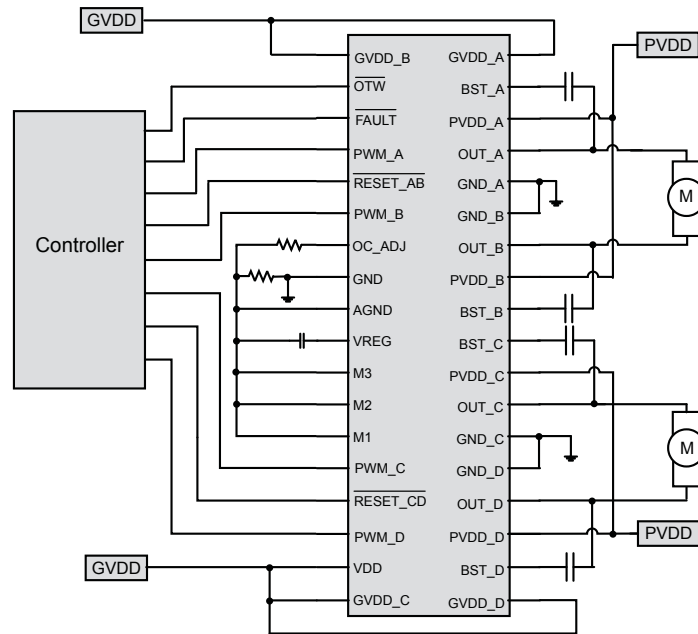 GVDD
PVDD
Controller
GVDD_B
OTW
FAULT
PWM_A
RESET_AB
PWM_B
OC_ADJ
GND
AGND
VREG
M3
M2
M1
PWM_C
RESET_CD
PWM_D
VDD
GVDD_C
GVDD_A
BST_A
PVDD_A
OUT_A
GND_A
GND_B
OUT_B
PVDD_B
BST_B
BST_C
PVDD_C
OUT_C
GND_C
GND_D
OUT_D
PVDD_D
BST_D
GVDD_D
M
M
GVDD
PVDD